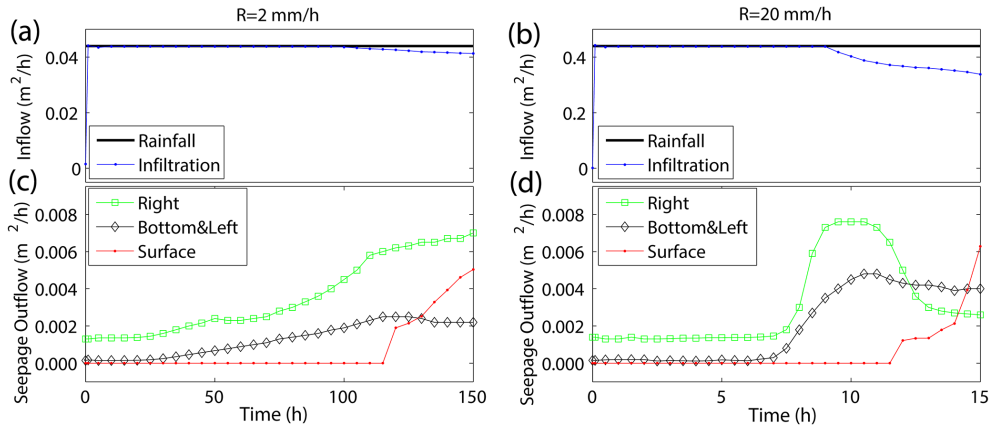 R=2 mm/h
R=20 mm/h
(a)
Inflow (m²/h)
0.04
0.02
0
Rainfall
Infiltration
(b)
Inflow (m²/h)
0.4
0.2
0
Rainfall
Infiltration
(c)
Seepage Outflow (m²/h)
0.008
0.006
0.004
0.002
0.000
Right
Bottom&Left
Surface
0 50 100 150
Time (h)
(d)
Seepage Outflow (m²/h)
0.008
0.006
0.004
0.002
0.000
Right
Bottom&Left
Surface
0 5 10 15
Time (h)